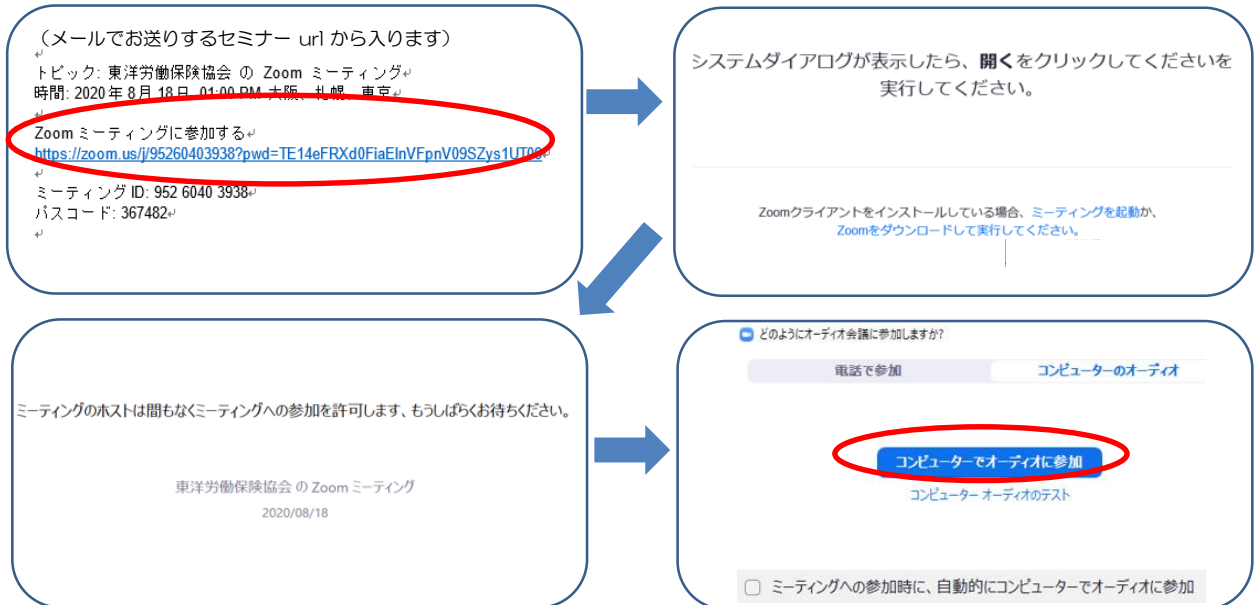 （メールでお送りするセミナー url から入ります）
トピック: 東洋労働保険協会 の Zoom ミーティング
時間: 2020 年 8 月 18 日 01:00 PM 大阪、札幌、東京
Zoom ミーティングに参加する
https://zoom.us/j/95260403938?pwd=TE14eFRXd0FiaElnVFpnV09SZys1UT09
ミーティング ID: 952 6040 3938
パスコード: 367482
システムダイアログが表示したら、開くをクリックしてくださいを
実行してください。
Zoomクライアントをインストールしている場合、ミーティングを起動か、
Zoomをダウンロードして実行してください。
ミーティングのホストは間もなくミーティングへの参加を許可します、もうしばらくお待ちください。
東洋労働保険協会 の Zoom ミーティング
2020/08/18
どのようにオーディオ会議に参加しますか?
電話で参加 コンピューターのオーディオ
コンピューターでオーディオに参加
コンピューター オーディオのテスト
ミーティングへの参加時に、自動的にコンピューターでオーディオに参加